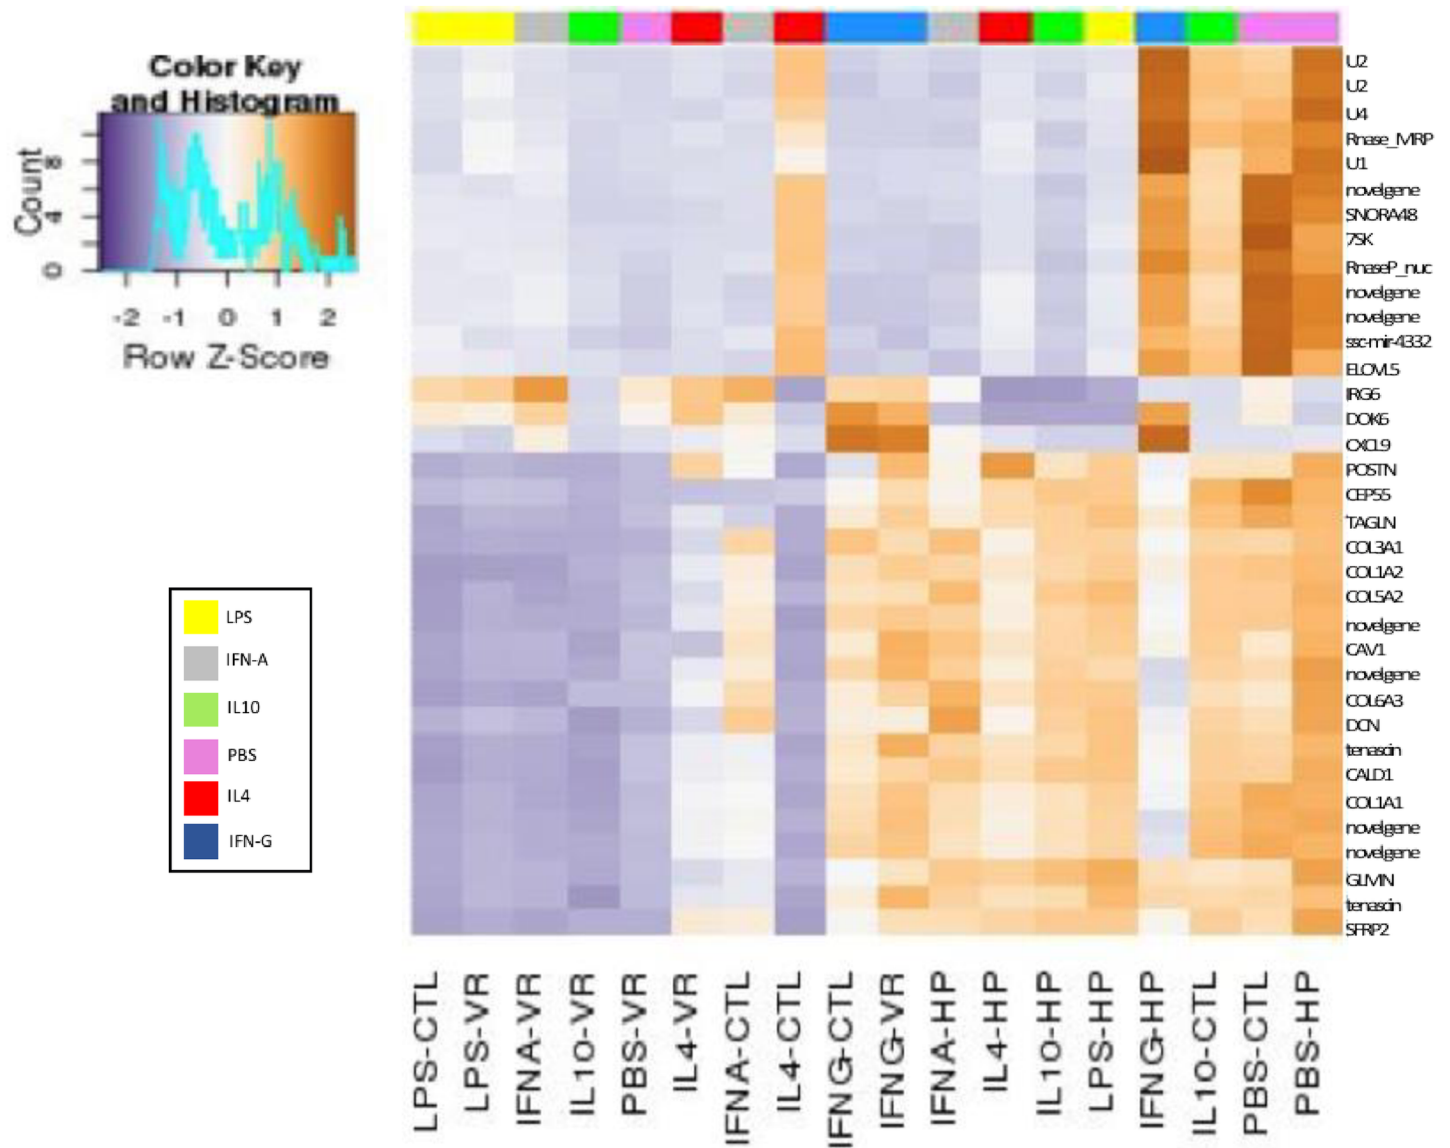 Color Key
and Histogram
Count
0
4
8
-2 -1 0 1 2
Row Z-Score
LPS
IFN-A
IL10
PBS
IL4
IFN-G
U2
U2
U4
Rnase_MRP
U1
novelgene
SNORA48
7SK
RnaseP_nuc
novelgene
novelgene
ssc-mir-4332
ELOVL5
IRG6
DOK6
CXCL9
POSTN
CEP55
TAGLN
COL3A1
COL1A2
COL5A2
novelgene
CAV1
novelgene
COL6A3
DCN
tenascin
CALD1
COL1A1
novelgene
novelgene
GLMN
tenascin
SFRP2
LPS-CTL
LPS-VR
IFNA-VR
IL10-VR
PBS-VR
IL4-VR
IFNA-CTL
IL4-CTL
IFNG-CTL
IFNG-VR
IFNA-HP
IL4-HP
IL10-HP
LPS-HP
IFNG-HP
IL10-CTL
PBS-CTL
PBS-HP